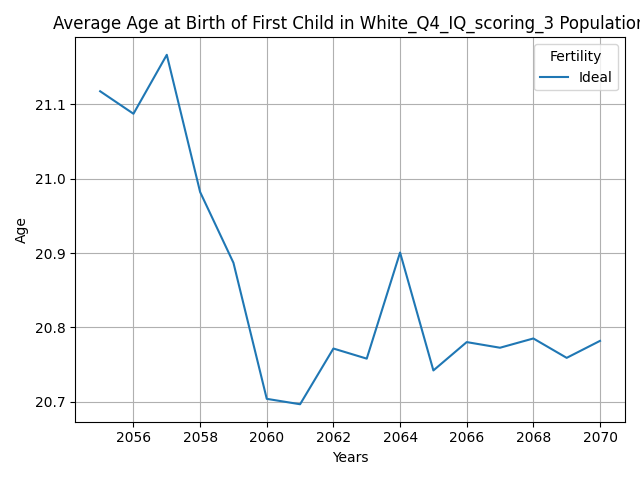 Average Age at Birth of First Child in White_Q4_IQ_scoring_3 Population
Fertility
Ideal
21.1
21.0
20.9
20.8
20.7
Age
2056 2058 2060 2062 2064 2066 2068 2070
Years